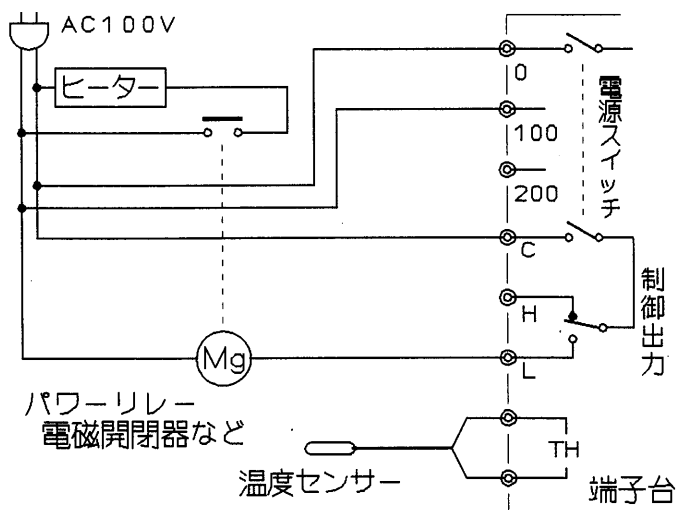 AC100V
ヒーター
0
100
200
電源スイッチ
C
H
制御出力
Mg
L
パワーリレー
電磁開閉器など
TH
温度センサー
端子台